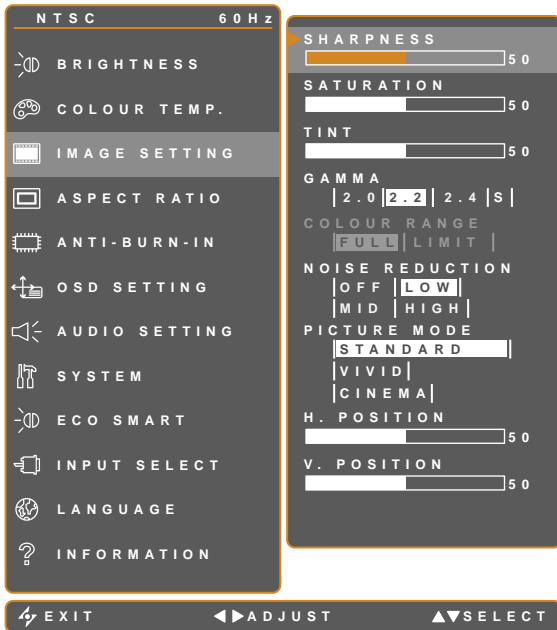 NTSC 60Hz
BRIGHTNESS
COLOUR TEMP.
IMAGE SETTING
ASPECT RATIO
ANTI-BURN-IN
OSD SETTING
AUDIO SETTING
SYSTEM
ECO SMART
INPUT SELECT
LANGUAGE
INFORMATION
SHARPNESS
50
SATURATION
50
TINT
50
GAMMA
2.0 2.2 2.4 S
COLOUR RANGE
FULL LIMIT
NOISE REDUCTION
OFF LOW
MID HIGH
PICTURE MODE
STANDARD
VIVID
CINEMA
H. POSITION
50
V. POSITION
50
EXIT ADJUST SELECT